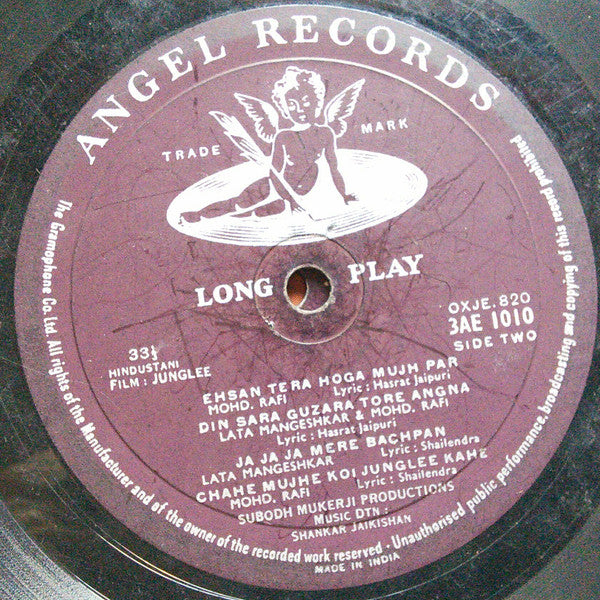 ANGEL RECORDS
TRADE MARK
LONG PLAY
OXJE.820
3AE 1010
SIDE TWO
33⅓
HINDUSTANI
FILM : JUNGLEE
EHSAN TERA HOGA MUJH PAR
MOHD. RAFI Lyric : Hasrat Jaipuri
DIN SARA GUZARA TORE ANGNA
LATA MANGESHKAR & MOHD. RAFI
Lyric : Hasrat Jaipuri
JA JA JA MERE BACHPAN
LATA MANGESHKAR Lyric : Shailendra
CHAHE MUJHE KOI JUNGLEE KAHE
MOHD. RAFI Lyric : Shailendra
SUBODH MUKERJI PRODUCTIONS
MUSIC DTN :
SHANKAR JAIKISHAN
The Gramophone Co. Ltd All rights of the Manufacturer and of the owner of the recorded work reserved · Unauthorised public performance broadcasting and copying of this record prohibited
MADE IN INDIA